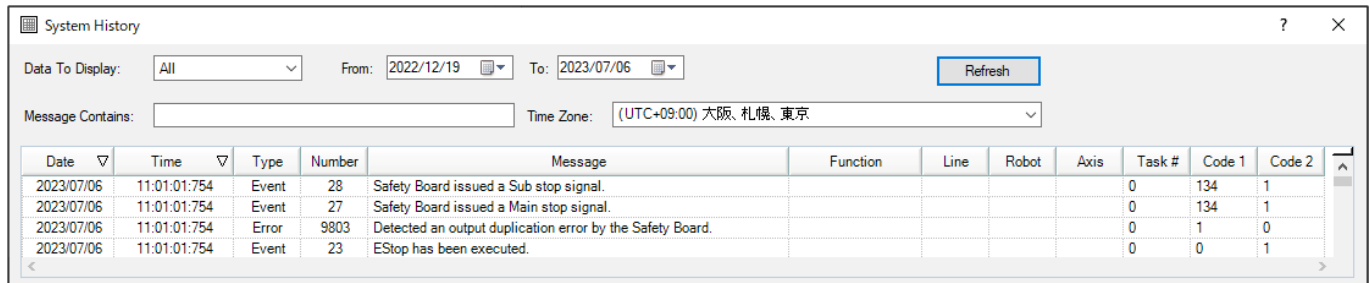 System History
? ×
Data To Display: All From: 2022/12/19 To: 2023/07/06 Refresh
Message Contains: Time Zone: (UTC+09:00) 大阪、札幌、東京
Date Time Type Number Message Function Line Robot Axis Task # Code 1 Code 2
2023/07/06 11:01:01:754 Event 28 Safety Board issued a Sub stop signal. 0 134 1
2023/07/06 11:01:01:754 Event 27 Safety Board issued a Main stop signal. 0 134 1
2023/07/06 11:01:01:754 Error 9803 Detected an output duplication error by the Safety Board. 0 1 0
2023/07/06 11:01:01:754 Event 23 EStop has been executed. 0 0 1